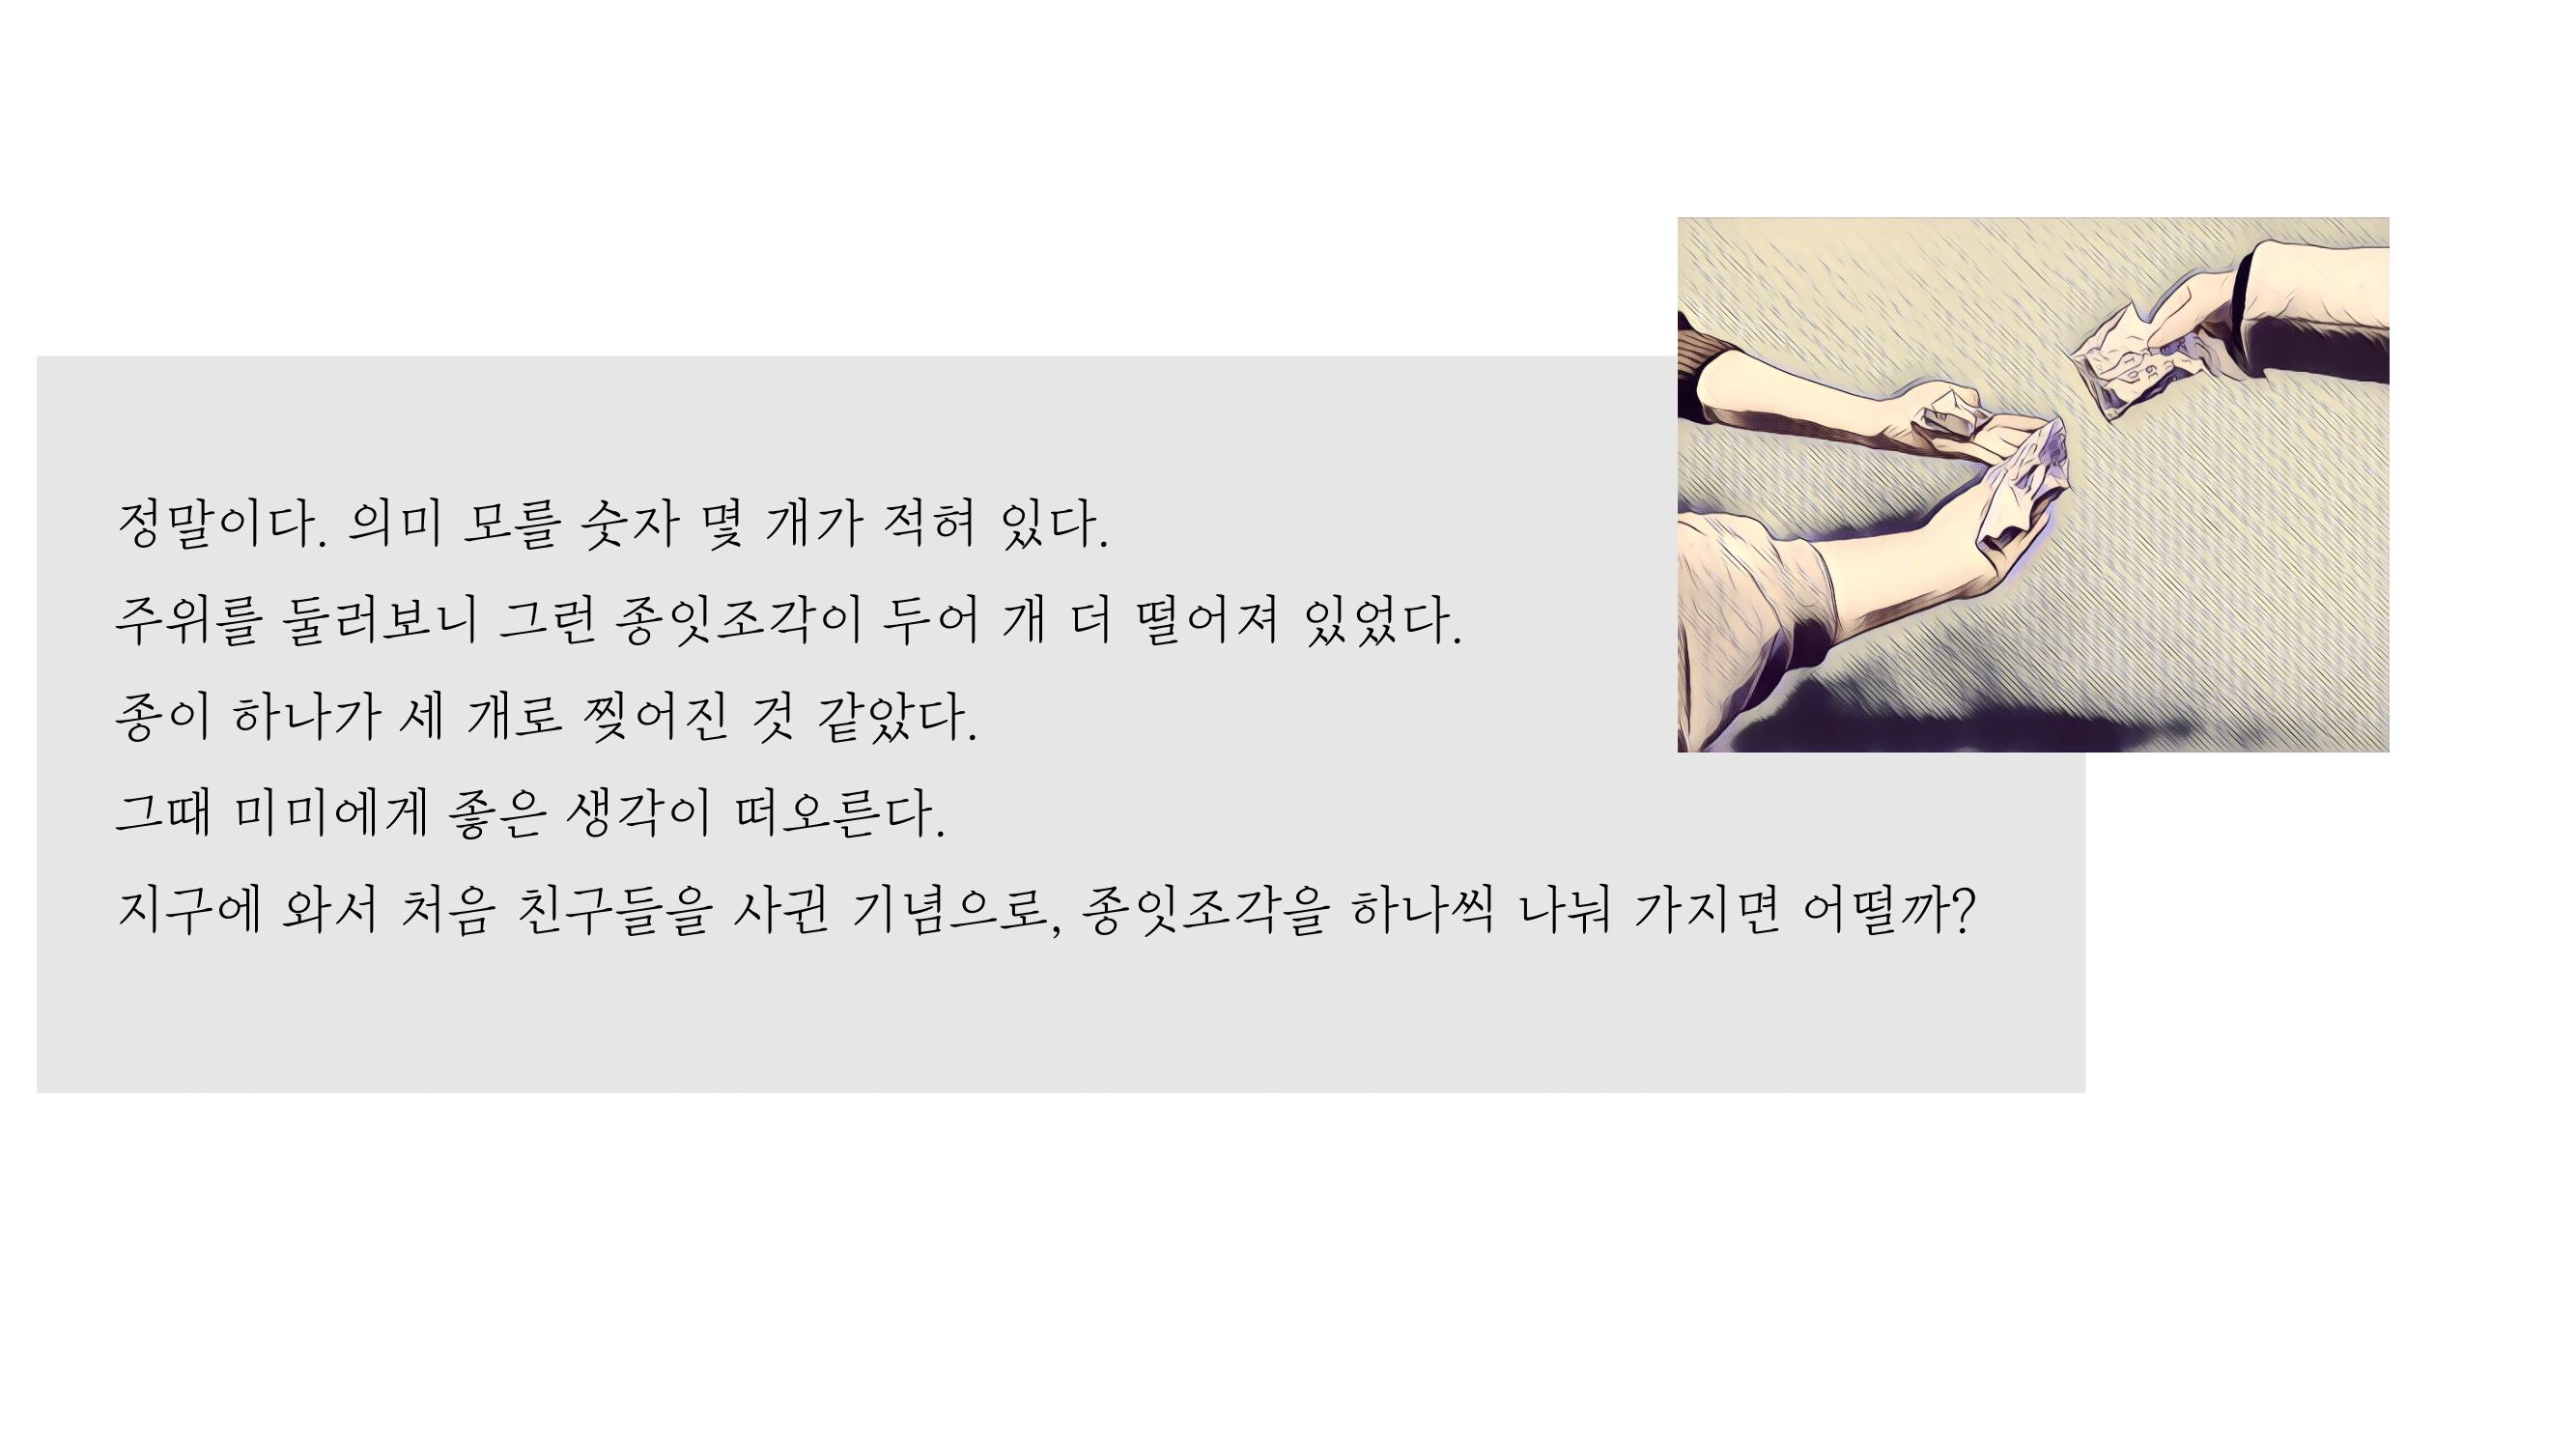 정말이다. 의미 모를 숫자 몇 개가 적혀 있다.
주위를 둘러보니 그런 종잇조각이 두어 개 더 떨어져 있었다.
종이 하나가 세 개로 찢어진 것 같았다.
그때 미미에게 좋은 생각이 떠오른다.
지구에 와서 처음 친구들을 사귄 기념으로, 종잇조각을 하나씩 나눠 가지면 어떨까?